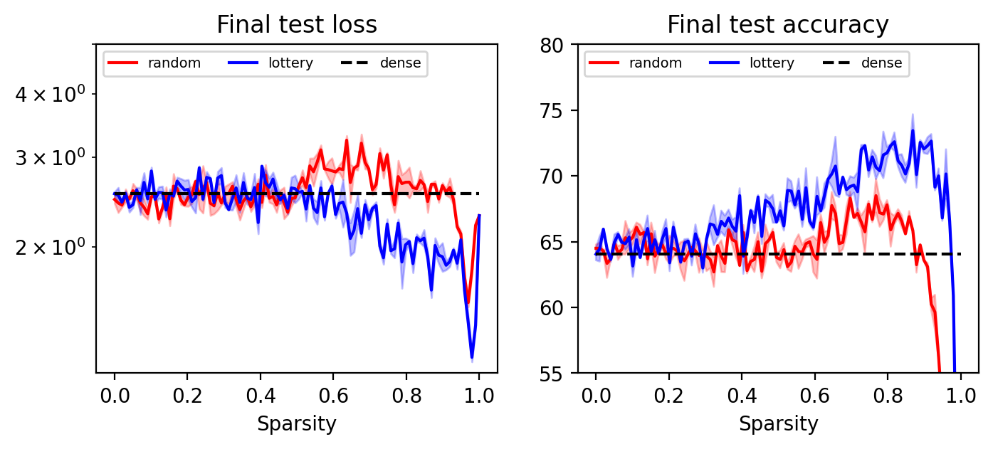 Final test loss
random lottery dense
4 × 10⁰
3 × 10⁰
2 × 10⁰
0.0 0.2 0.4 0.6 0.8 1.0
Sparsity
Final test accuracy
random lottery dense
80
75
70
65
60
55
0.0 0.2 0.4 0.6 0.8 1.0
Sparsity